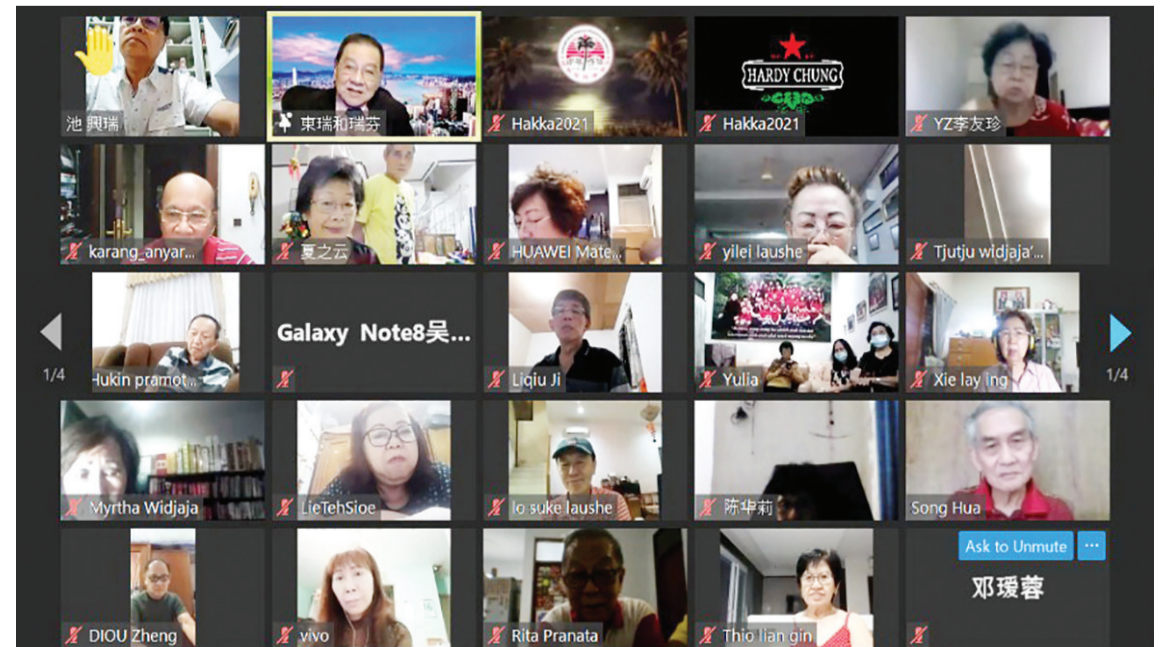 池 興瑞
東瑞和瑞芬
Hakka2021
HARDY CHUNG
Hakka2021
YZ李友珍
karang_anyar...
夏之云
HUAWEI Mate...
yilei laushe
Tjutju widjaja'...
Hukin pramot...
Galaxy Note8吴...
Liqiu Ji
Yulia
Xie lay Ing
1/4
1/4
Myrtha Widjaja
LieTehSioe
lo suke laushe
陈华莉
Song Hua
DIOU Zheng
vivo
Rita Pranata
Thio lian gin
Ask to Unmute
...
邓瑷蓉